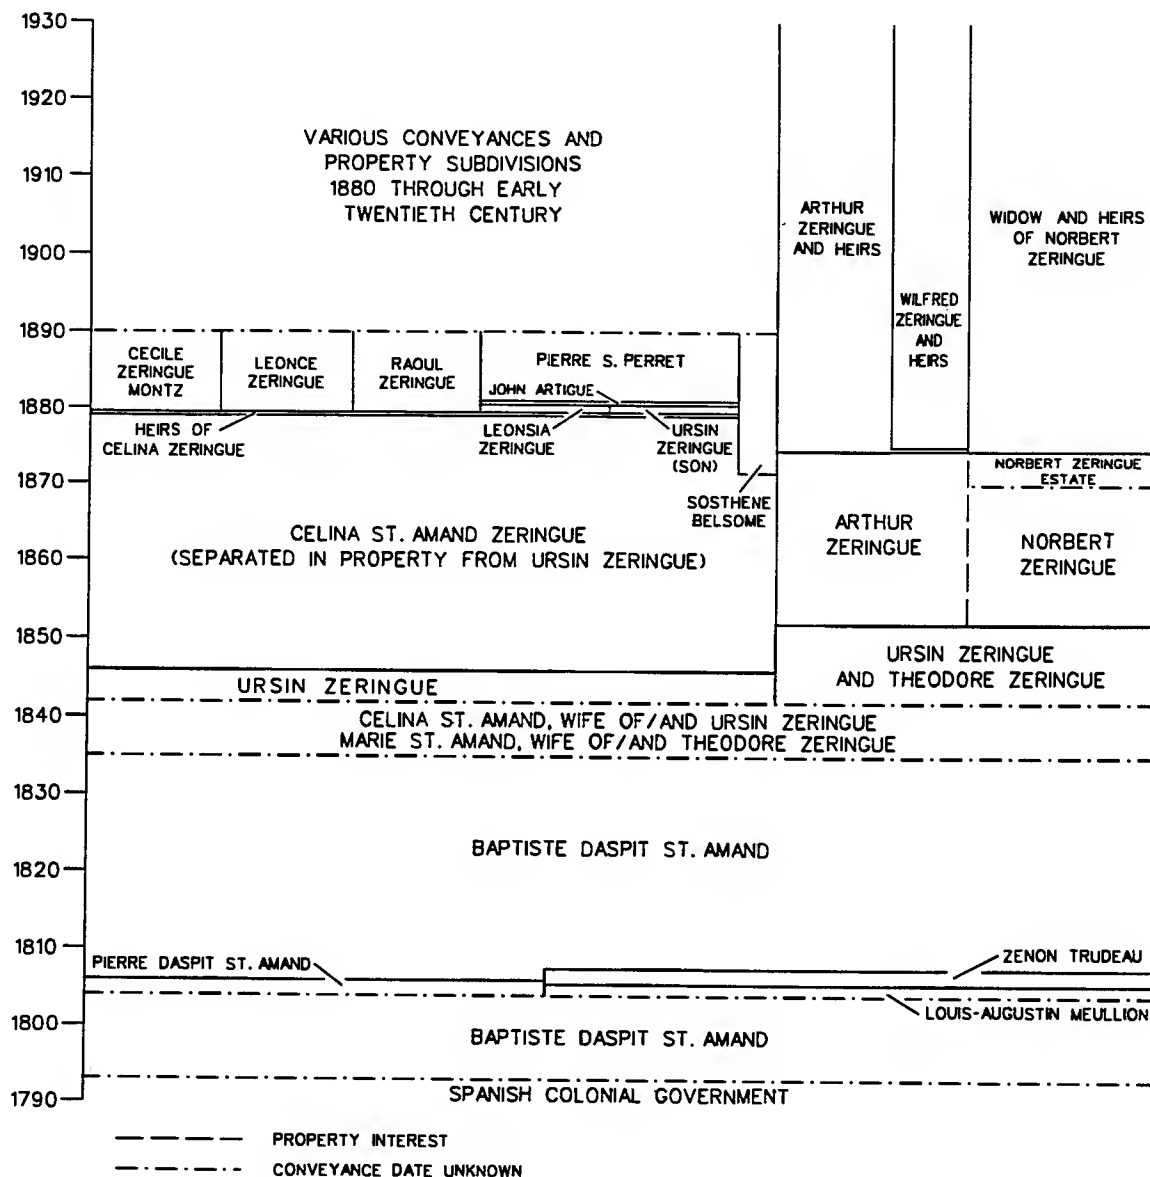 1930
1920
VARIOUS CONVEYANCES AND
PROPERTY SUBDIVISIONS
1880 THROUGH EARLY
TWENTIETH CENTURY
1910
ARTHUR
ZERINGUE
AND HEIRS
WIDOW AND HEIRS
OF NORBERT
ZERINGUE
1900
WILFRED
ZERINGUE
AND
HEIRS
1890
CECILE
ZERINGUE
MONTZ
LEONCE
ZERINGUE
RAOUL
ZERINGUE
PIERRE S. PERRET
JOHN ARTIGUE
1880
HEIRS OF
CELINA ZERINGUE
LEONSIA
ZERINGUE
URSIN
ZERINGUE
(SON)
NORBERT ZERINGUE
ESTATE
1870
SOSTHENE
BELSOME
CELINA ST. AMAND ZERINGUE
(SEPARATED IN PROPERTY FROM URSIN ZERINGUE)
ARTHUR
ZERINGUE
NORBERT
ZERINGUE
1860
1850
URSIN ZERINGUE
AND THEODORE ZERINGUE
URSIN ZERINGUE
1840
CELINA ST. AMAND, WIFE OF/AND URSIN ZERINGUE
MARIE ST. AMAND, WIFE OF/AND THEODORE ZERINGUE
1830
BAPTISTE DASPIT ST. AMAND
1820
1810
PIERRE DASPIT ST. AMAND
ZENON TRUDEAU
1800
LOUIS-AUGUSTIN MEULLION
BAPTISTE DASPIT ST. AMAND
1790
SPANISH COLONIAL GOVERNMENT
PROPERTY INTEREST
CONVEYANCE DATE UNKNOWN